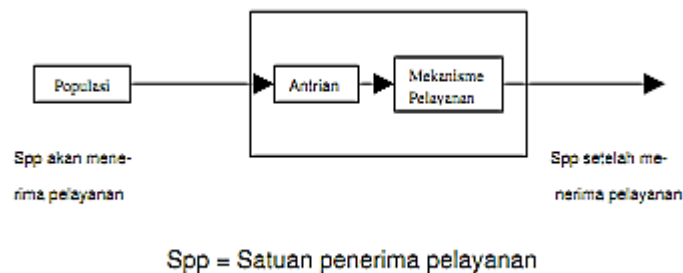 Populasi
Antrian
Mekanisme
Pelayanan
Spp akan mene-
rima pelayanan
Spp setelah me-
nerima pelayanan
Spp = Satuan penerima pelayanan